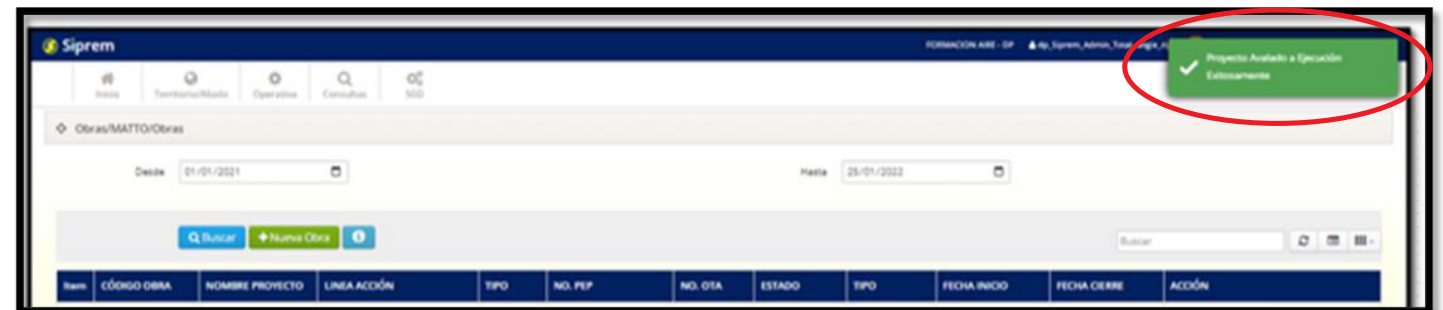 Siprem
FORMACION AIRE - DP
Proyecto Avalado a Ejecución
Exitosamente
Inicio
Territorio/Aliado
Operativa
Consultas
SGD
Obras/MATTO/Obras
Desde
01/01/2021
Hasta
25/01/2022
Buscar
Nueva Obra
Buscar
Item
CÓDIGO OBRA
NOMBRE PROYECTO
LINEA ACCIÓN
TIPO
NO. PEP
NO. OTA
ESTADO
TIPO
FECHA INICIO
FECHA CIERRE
ACCIÓN